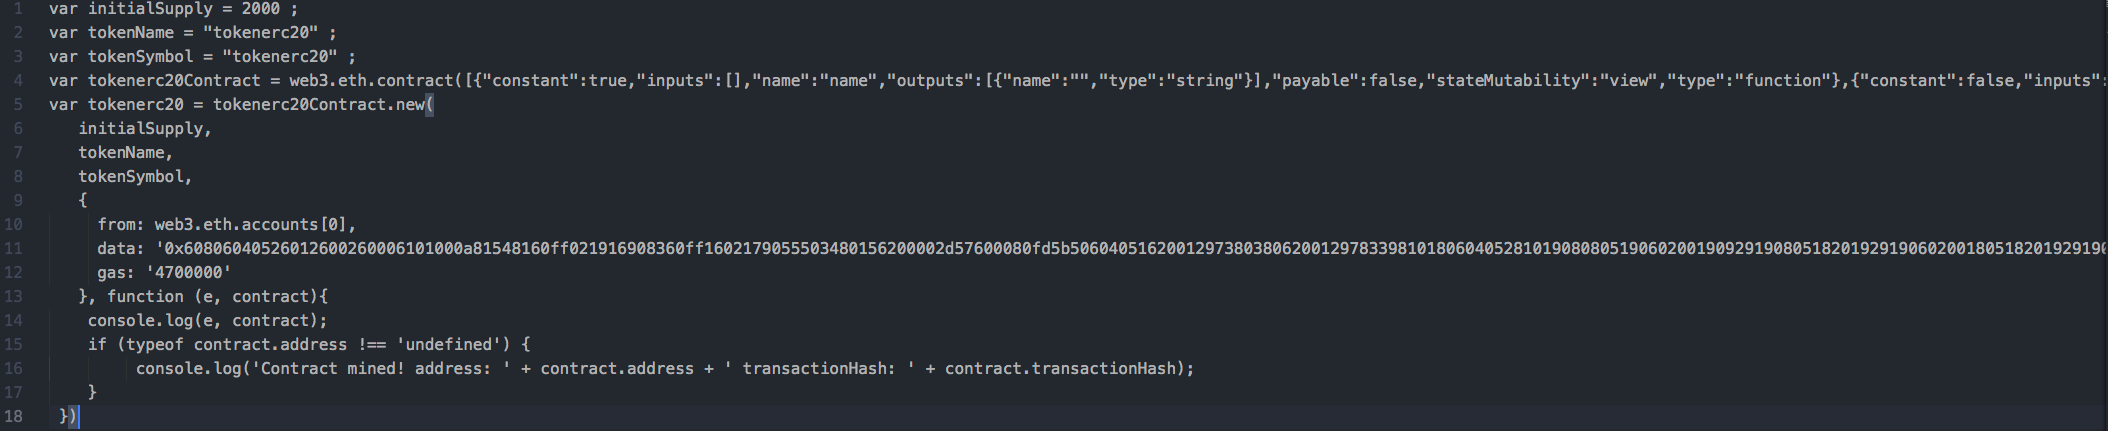 1 var initialSupply = 2000 ;
2 var tokenName = "tokenerc20" ;
3 var tokenSymbol = "tokenerc20" ;
4 var tokenerc20Contract = web3.eth.contract([{"constant":true,"inputs":[],"name":"name","outputs":[{"name":"","type":"string"}],"payable":false,"stateMutability":"view","type":"function"},{"constant":false,"inputs":
5 var tokenerc20 = tokenerc20Contract.new(
6 initialSupply,
7 tokenName,
8 tokenSymbol,
9 {
10 from: web3.eth.accounts[0],
11 data: '0x60806040526012600260006101000a81548160ff021916908360ff1602179055503480156200002d57600080fd5b506040516200129738038062001297833981018060405281019080805190602001909291908051820192919060200180518201929190
12 gas: '4700000'
13 }, function (e, contract){
14 console.log(e, contract);
15 if (typeof contract.address !== 'undefined') {
16 console.log('Contract mined! address: ' + contract.address + ' transactionHash: ' + contract.transactionHash);
17 }
18 })